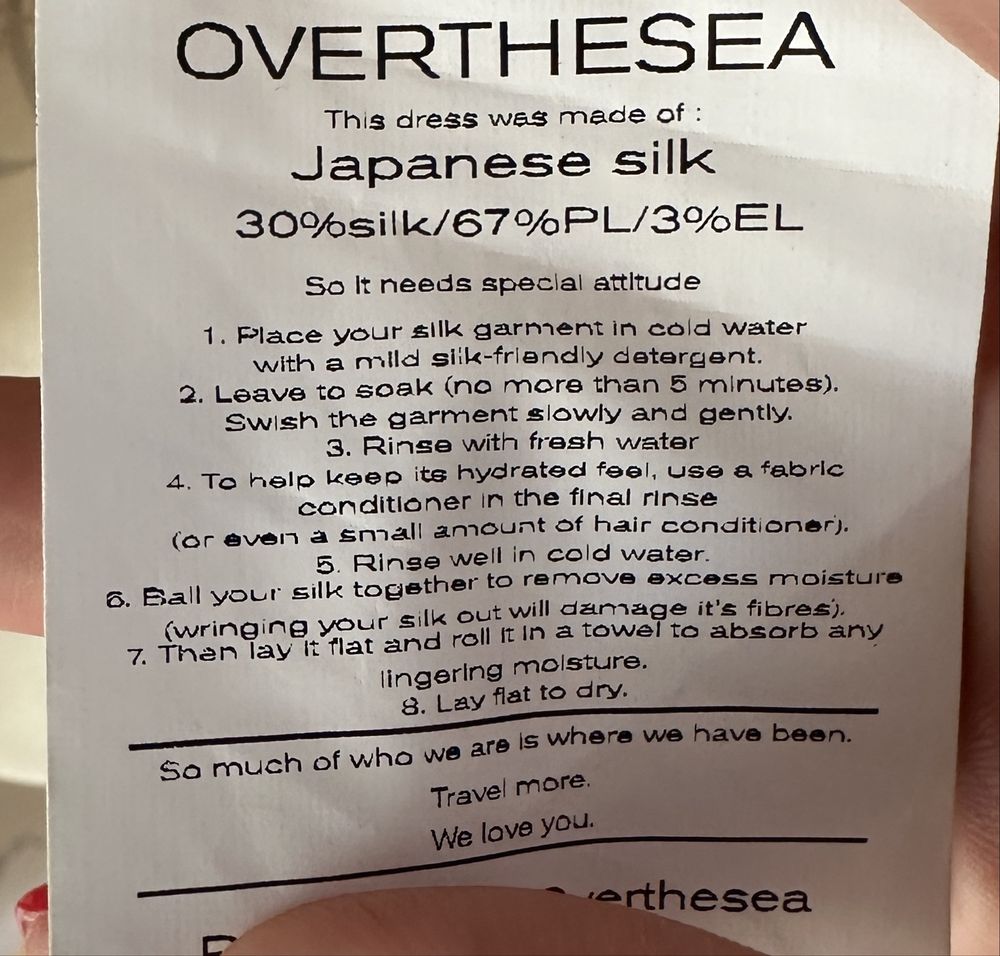 OVERTHESEA
This dress was made of :
Japanese silk
30%silk/67%PL/3%EL
So it needs special attitude
1. Place your silk garment in cold water
with a mild silk-friendly detergent.
2. Leave to soak (no more than 5 minutes).
Swish the garment slowly and gently.
3. Rinse with fresh water
4. To help keep its hydrated feel, use a fabric
conditioner in the final rinse
(or even a small amount of hair conditioner).
5. Rinse well in cold water.
6. Ball your silk together to remove excess moisture
(wringing your silk out will damage it's fibres).
7. Then lay it flat and roll it in a towel to absorb any
lingering moisture.
8. Lay flat to dry.
So much of who we are is where we have been.
Travel more.
We love you.
verthesea